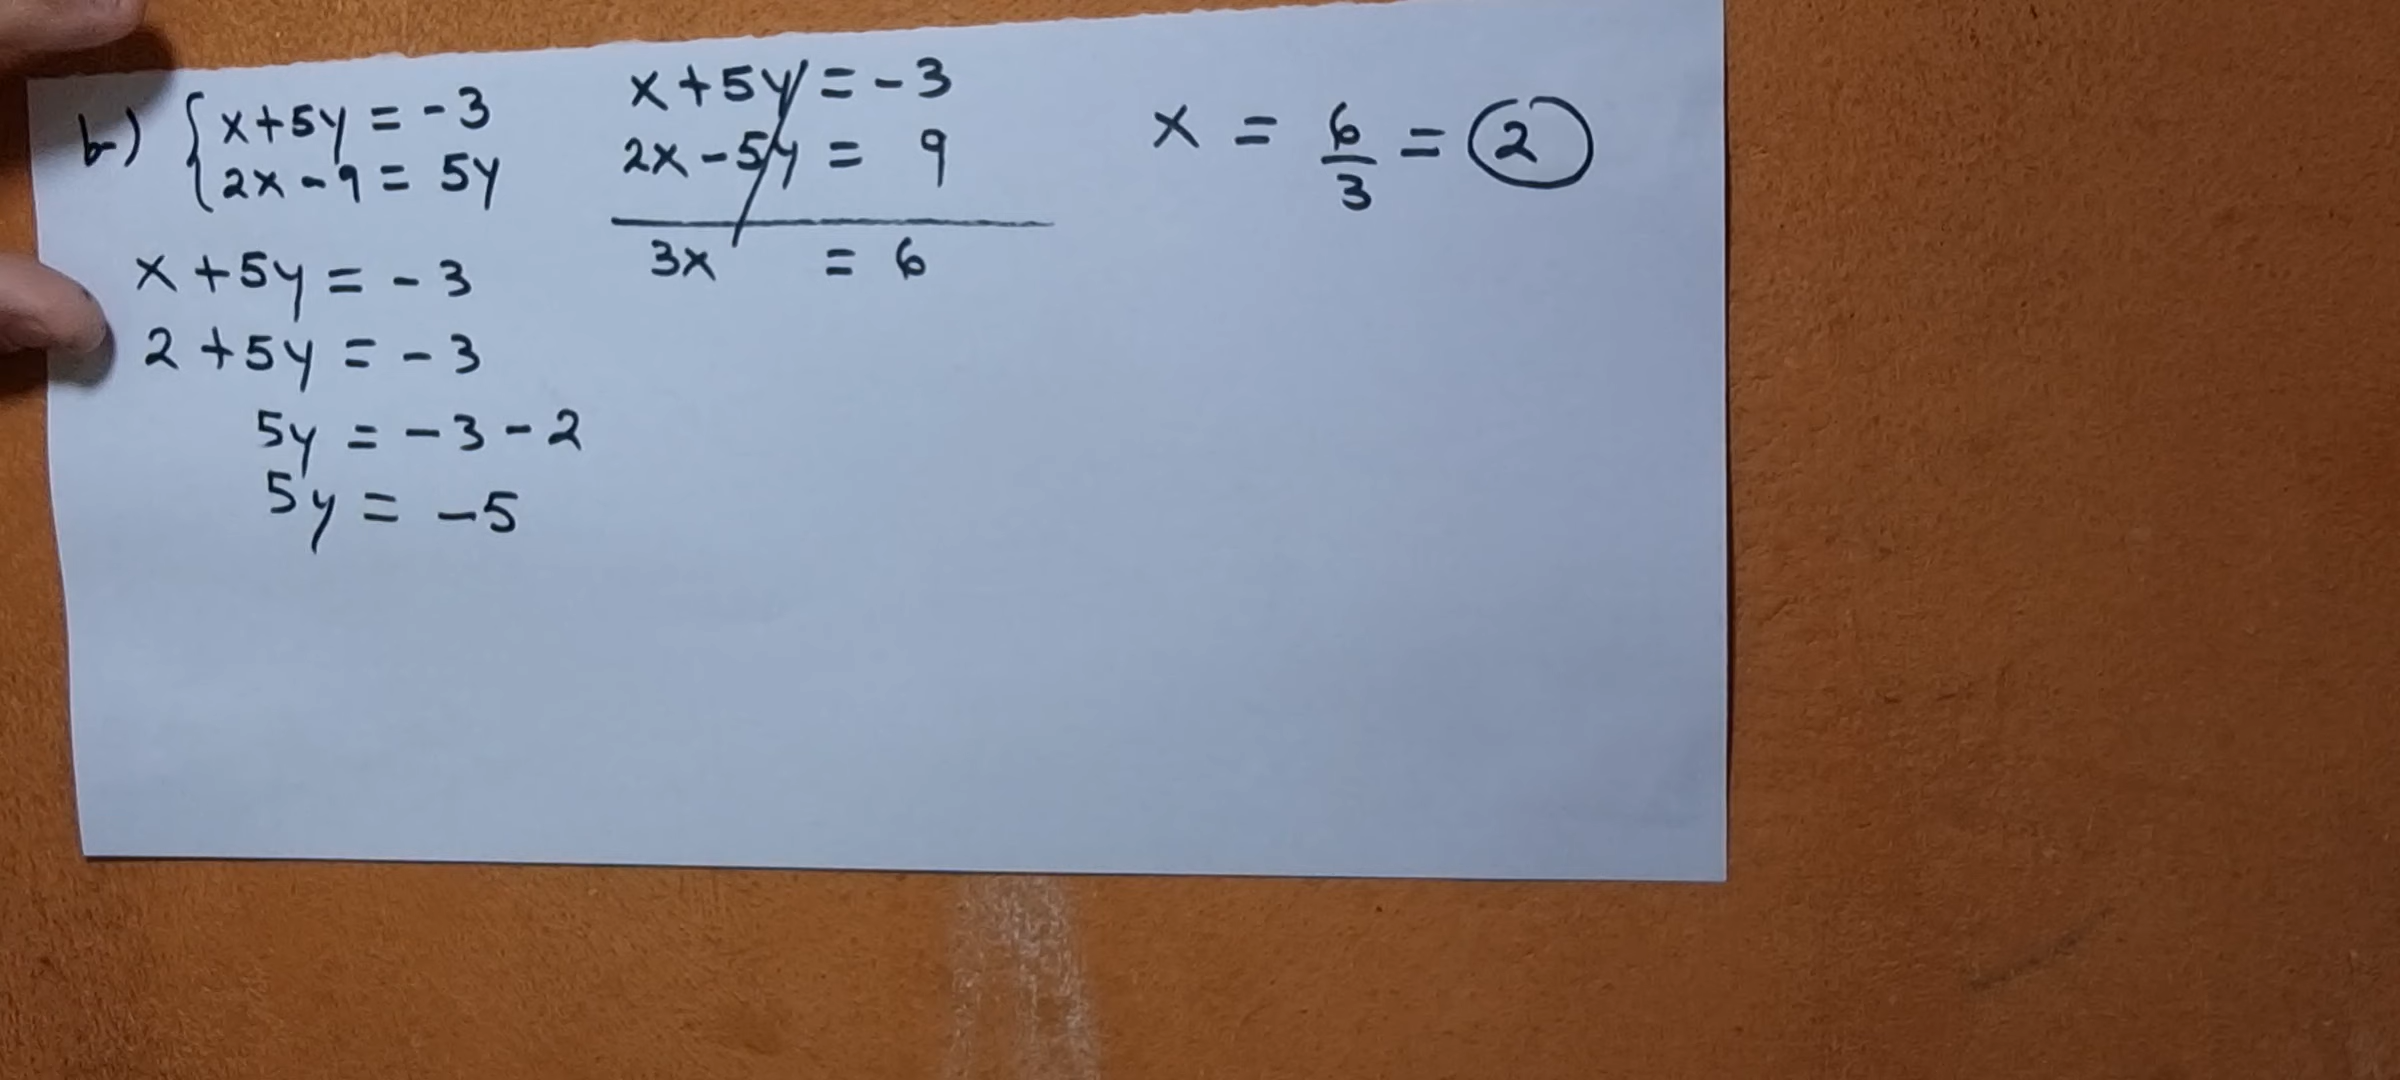 b) { x+5y = -3
2x - 9 = 5y
x + 5y = -3
2 + 5y = -3
5y = -3 - 2
5y = -5
x + 5y = -3
2x - 5y = 9
3x = 6
x = 6/3 = 2